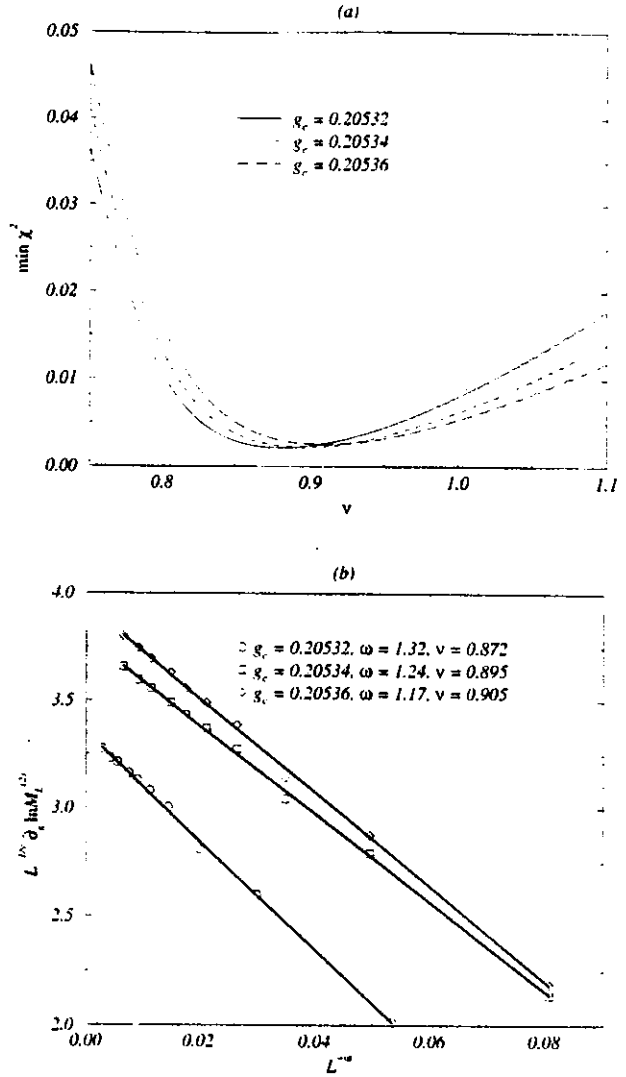 (a)
0.05
0.04
0.03
0.02
0.01
0.00
min χ²
g_c = 0.20532
g_c = 0.20534
g_c = 0.20536
0.8
0.9
1.0
1.1
ν
(b)
4.0
3.5
3.0
2.5
2.0
g_c = 0.20532, ω = 1.32, ν = 0.872
g_c = 0.20534, ω = 1.24, ν = 0.895
g_c = 0.20536, ω = 1.17, ν = 0.905
0.00
0.02
0.04
0.06
0.08
L^{-ω}